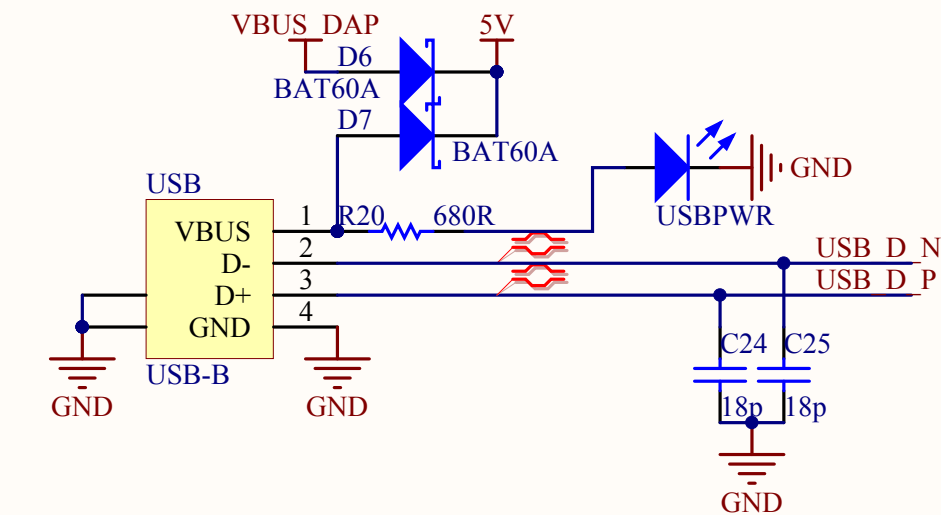 VBUS_DAP
5V
D6
BAT60A
D7
BAT60A
GND
USB
USBPWR
1
R20
680R
VBUS
2
USB_D_N
D-
3
USB_D_P
D+
4
GND
C24
C25
USB-B
GND
GND
18p
18p
GND